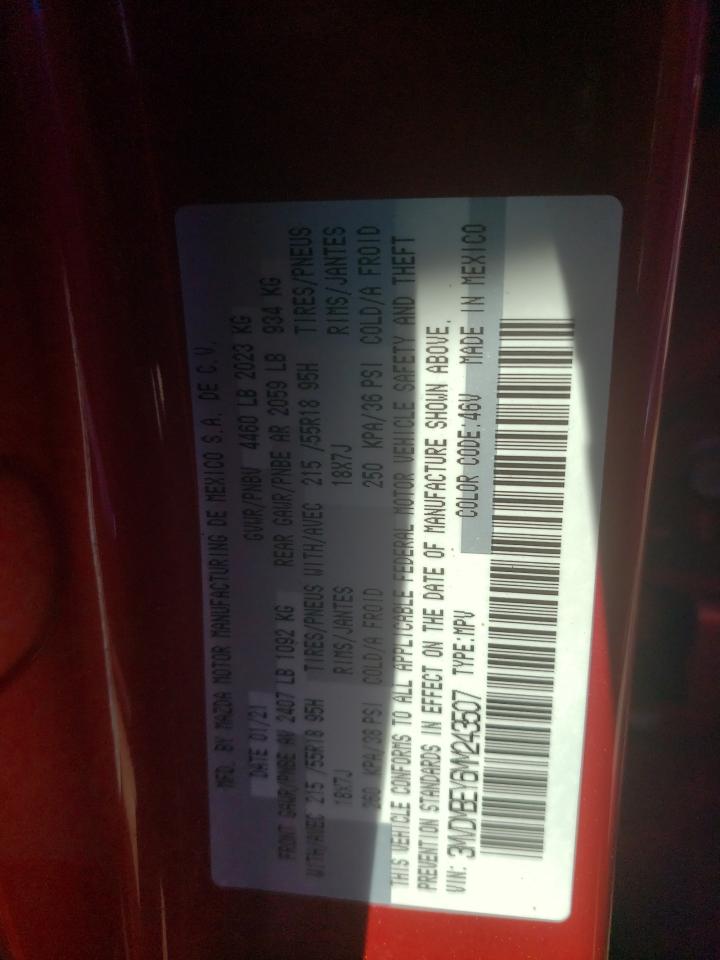 MFD. BY MAZDA MOTOR MANUFACTURING DE MEXICO S.A. DE C.V.
DATE 01/21 GVWR/PNBV 4460 LB 2023 KG
FRONT GAWR/PNBE AV 2407 LB 1092 KG REAR GAWR/PNBE AR 2059 LB 934 KG
WITH/AVEC 215 /55R18 95H TIRES/PNEUS WITH/AVEC 215 /55R18 95H TIRES/PNEUS
18X7J RIMS/JANTES 18X7J RIMS/JANTES
260 KPA/38 PSI COLD/A FROID 250 KPA/36 PSI COLD/A FROID
THIS VEHICLE CONFORMS TO ALL APPLICABLE FEDERAL MOTOR VEHICLE SAFETY AND THEFT
PREVENTION STANDARDS IN EFFECT ON THE DATE OF MANUFACTURE SHOWN ABOVE.
VIN: 3MVDMBEY6MM243507 TYPE:MPV COLOR CODE:46V MADE IN MEXICO